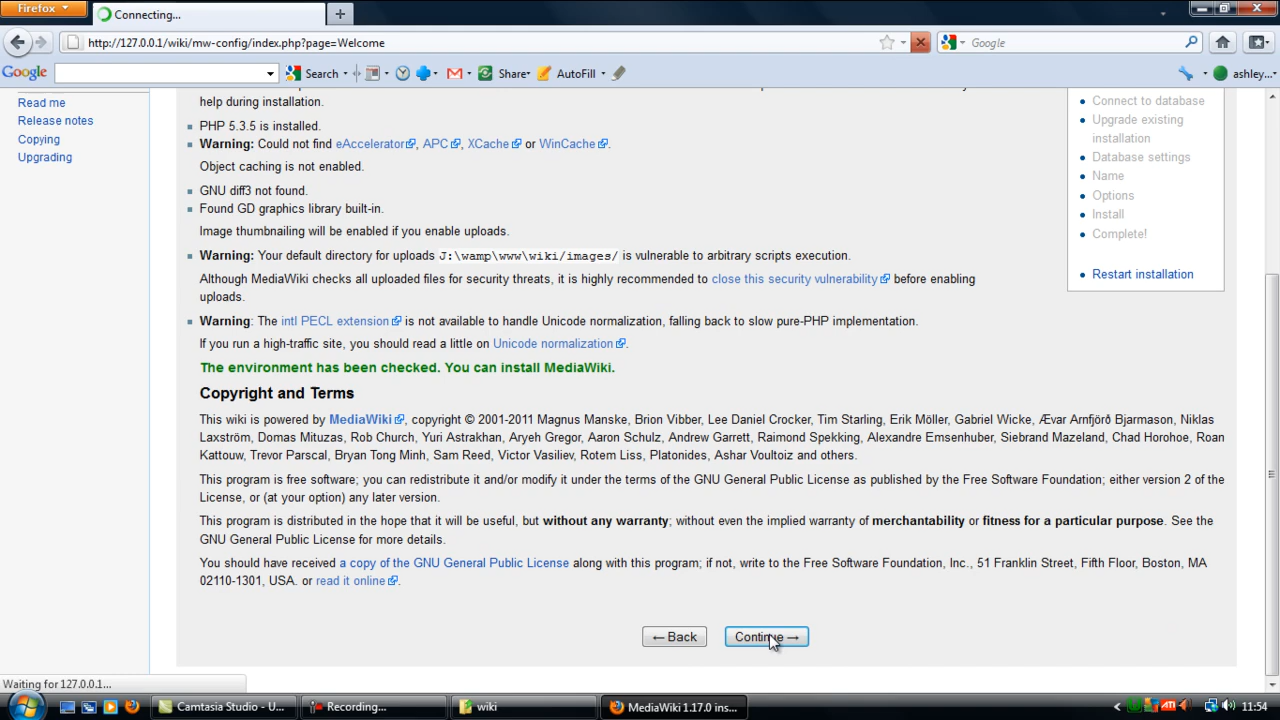 Firefox
Connecting...
http://127.0.0.1/wiki/mw-config/index.php?page=Welcome
Google
Google
Search
Share
AutoFill
ashley...
Read me
Release notes
Copying
Upgrading
help during installation.
PHP 5.3.5 is installed.
Warning: Could not find eAccelerator, APC, XCache or WinCache.
Object caching is not enabled.
GNU diff3 not found.
Found GD graphics library built-in.
Image thumbnailing will be enabled if you enable uploads.
Warning: Your default directory for uploads J:\wamp\www\wiki/images/ is vulnerable to arbitrary scripts execution.
Although MediaWiki checks all uploaded files for security threats, it is highly recommended to close this security vulnerability before enabling
uploads.
Warning: The intl PECL extension is not available to handle Unicode normalization, falling back to slow pure-PHP implementation.
If you run a high-traffic site, you should read a little on Unicode normalization.
The environment has been checked. You can install MediaWiki.
Copyright and Terms
This wiki is powered by MediaWiki, copyright © 2001-2011 Magnus Manske, Brion Vibber, Lee Daniel Crocker, Tim Starling, Erik Möller, Gabriel Wicke, Ævar Arnfjörð Bjarmason, Niklas
Laxström, Domas Mituzas, Rob Church, Yuri Astrakhan, Aryeh Gregor, Aaron Schulz, Andrew Garrett, Raimond Spekking, Alexandre Emsenhuber, Siebrand Mazeland, Chad Horohoe, Roan
Kattouw, Trevor Parscal, Bryan Tong Minh, Sam Reed, Victor Vasiliev, Rotem Liss, Platonides, Ashar Voultoiz and others.
This program is free software; you can redistribute it and/or modify it under the terms of the GNU General Public License as published by the Free Software Foundation; either version 2 of the
License, or (at your option) any later version.
This program is distributed in the hope that it will be useful, but without any warranty; without even the implied warranty of merchantability or fitness for a particular purpose. See the
GNU General Public License for more details.
You should have received a copy of the GNU General Public License along with this program; if not, write to the Free Software Foundation, Inc., 51 Franklin Street, Fifth Floor, Boston, MA
02110-1301, USA. or read it online.
← Back
Continue →
Connect to database
Upgrade existing
installation
Database settings
Name
Options
Install
Complete!
Restart installation
Waiting for 127.0.0.1...
Camtasia Studio - U...
Recording...
wiki
MediaWiki 1.17.0 ins...
11:54